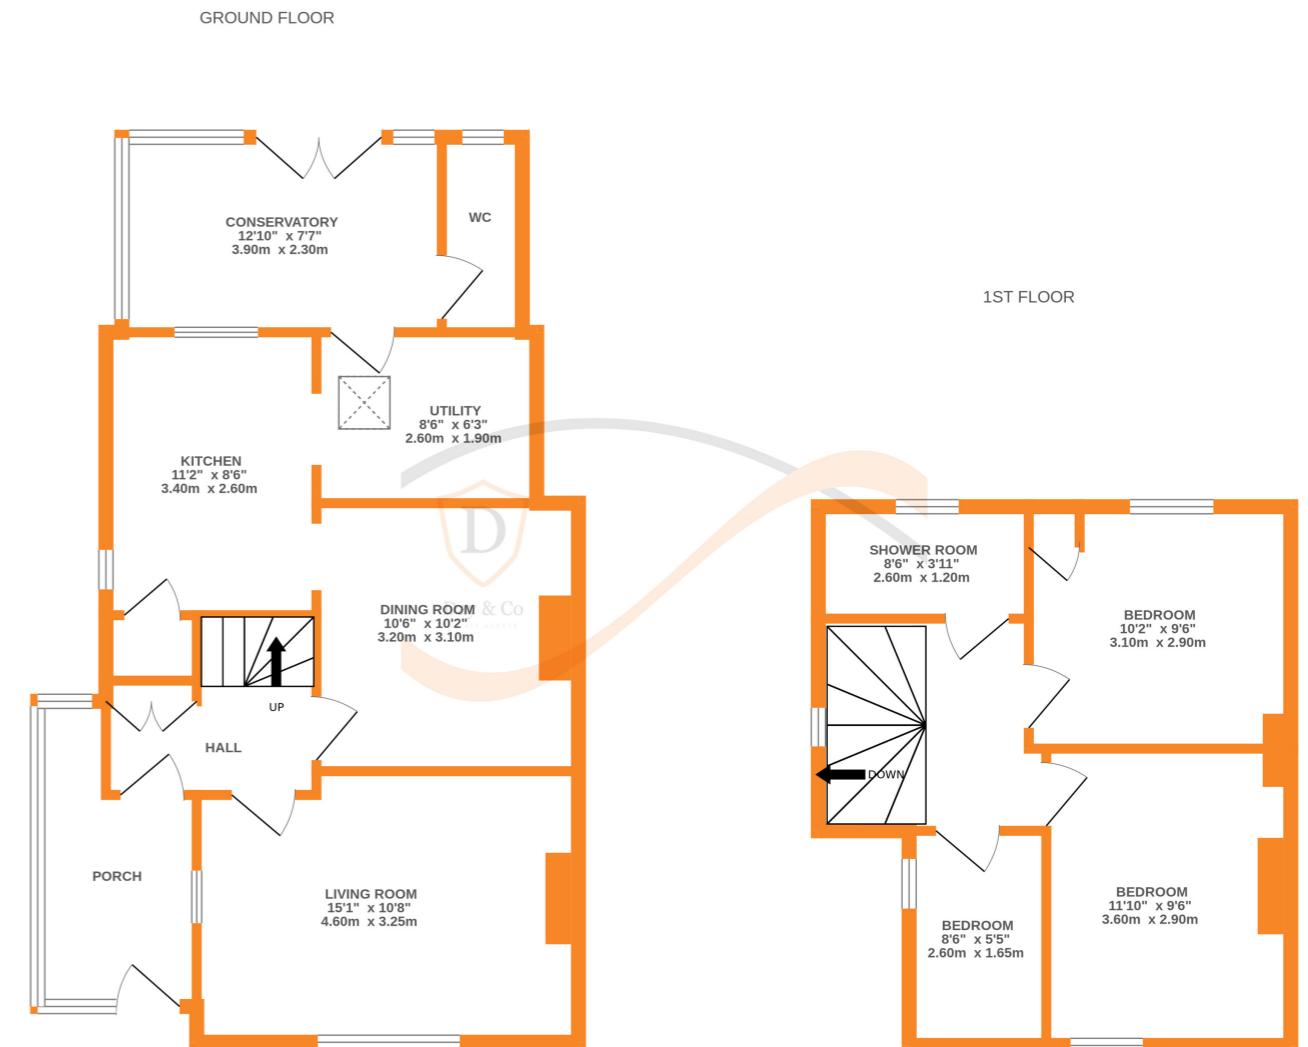 GROUND FLOOR
CONSERVATORY
12'10" x 7'7"
3.90m x 2.30m
WC
UTILITY
8'6" x 6'3"
2.60m x 1.90m
KITCHEN
11'2" x 8'6"
3.40m x 2.60m
D
& Co
DINING ROOM
10'6" x 10'2"
3.20m x 3.10m
UP
HALL
PORCH
LIVING ROOM
15'1" x 10'8"
4.60m x 3.25m
1ST FLOOR
SHOWER ROOM
8'6" x 3'11"
2.60m x 1.20m
BEDROOM
10'2" x 9'6"
3.10m x 2.90m
DOWN
BEDROOM
11'10" x 9'6"
3.60m x 2.90m
BEDROOM
8'6" x 5'5"
2.60m x 1.65m